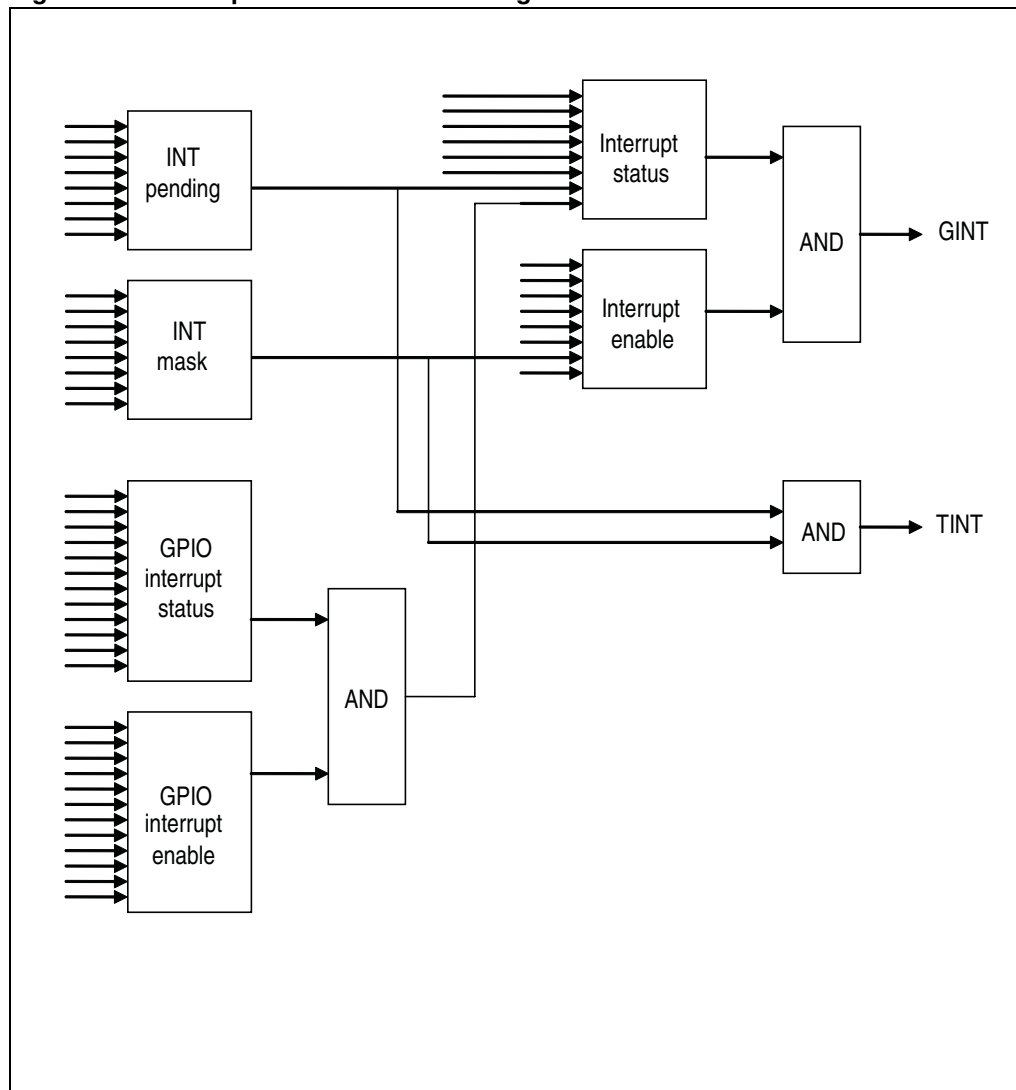 INT
pending
Interrupt
status
AND
GINT
INT
mask
Interrupt
enable
GPIO
interrupt
status
AND
TINT
AND
GPIO
interrupt
enable